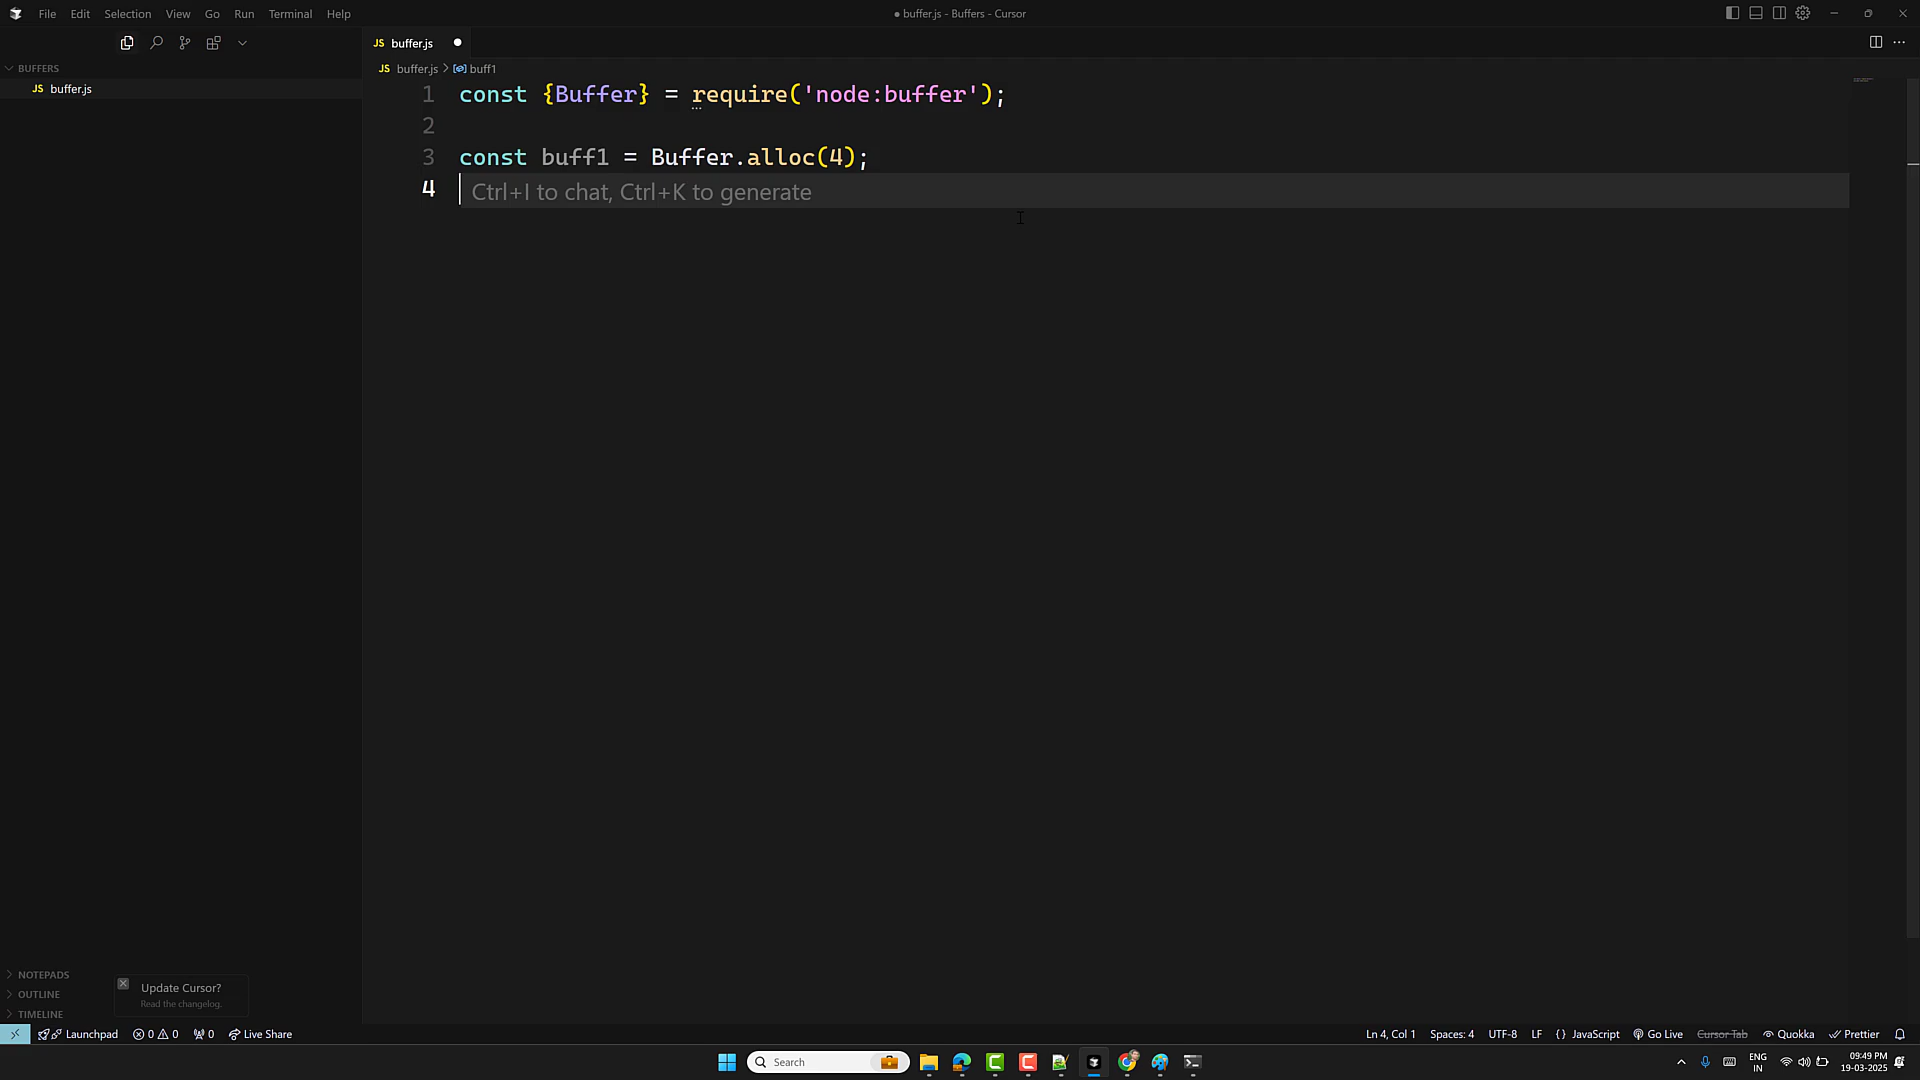 File Edit Selection View Go Run Terminal Help
● buffer.js - Buffers - Cursor
JS buffer.js ●
BUFFERS
JS buffer.js
JS buffer.js > buff1
1 const {Buffer} = require('node:buffer');
2
3 const buff1 = Buffer.alloc(4);
4 Ctrl+I to chat, Ctrl+K to generate
NOTEPADS
OUTLINE
TIMELINE
Update Cursor?
Read the changelog.
Launchpad 0 0 0 Live Share
Ln 4, Col 1 Spaces: 4 UTF-8 LF {} JavaScript Go Live Cursor Tab Quokka Prettier
Search
ENG
IN
09:49 PM
19-03-2025